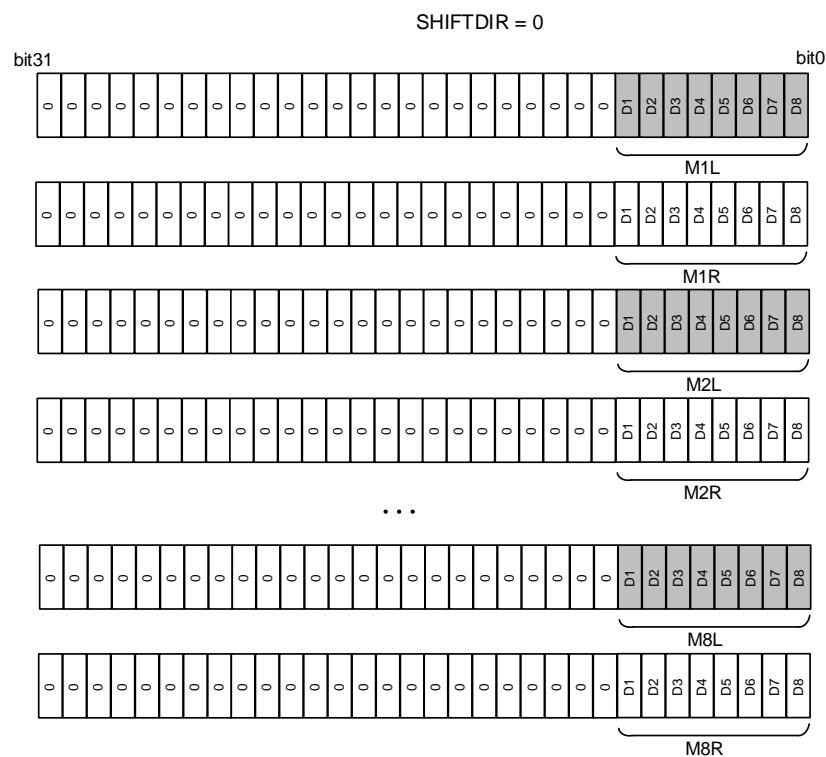 SHIFTDIR = 0
bit31 bit0
0 0 0 0 0 0 0 0 0 0 0 0 0 0 0 0 0 0 0 0 0 0 0 0 D1 D2 D3 D4 D5 D6 D7 D8
M1L
0 0 0 0 0 0 0 0 0 0 0 0 0 0 0 0 0 0 0 0 0 0 0 0 D1 D2 D3 D4 D5 D6 D7 D8
M1R
0 0 0 0 0 0 0 0 0 0 0 0 0 0 0 0 0 0 0 0 0 0 0 0 D1 D2 D3 D4 D5 D6 D7 D8
M2L
0 0 0 0 0 0 0 0 0 0 0 0 0 0 0 0 0 0 0 0 0 0 0 0 D1 D2 D3 D4 D5 D6 D7 D8
M2R
...
0 0 0 0 0 0 0 0 0 0 0 0 0 0 0 0 0 0 0 0 0 0 0 0 D1 D2 D3 D4 D5 D6 D7 D8
M8L
0 0 0 0 0 0 0 0 0 0 0 0 0 0 0 0 0 0 0 0 0 0 0 0 D1 D2 D3 D4 D5 D6 D7 D8
M8R